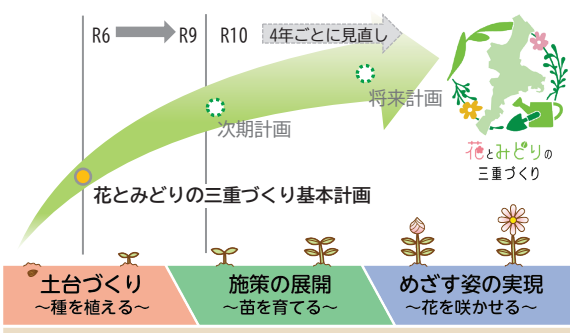 R6
R9
R10
4年ごとに見直し
将来計画
次期計画
花とみどりの三重づくり基本計画
花とみどりの
三重づくり
土台づくり
～種を植える～
施策の展開
～苗を育てる～
めざす姿の実現
～花を咲かせる～